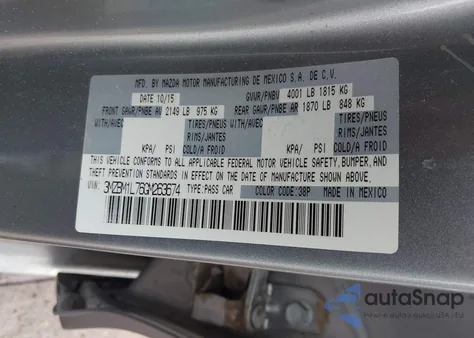 MFD. BY MAZDA MOTOR MANUFACTURING DE MEXICO S.A. DE C.V.
DATE 10/15 GVWR/PNBV 4001 LB 1815 KG
FRONT GAWR/PNBE AV 2149 LB 975 KG REAR GAWR/PNBE AR 1870 LB 848 KG
WITH/AVEC TIRES/PNEUS WITH/AVEC TIRES/PNEUS
RIMS/JANTES RIMS/JANTES
KPA/ PSI COLD/A FROID KPA/ PSI COLD/A FROID
THIS VEHICLE CONFORMS TO ALL APPLICABLE FEDERAL MOTOR VEHICLE SAFETY, BUMPER, AND
THEFT PREVENTION STANDARDS IN EFFECT ON THE DATE OF MANUFACTURE SHOWN ABOVE.
VIN: 3MZBM1L76GM263674 TYPE: PASS CAR COLOR CODE: 38P MADE IN MEXICO
autoSnap